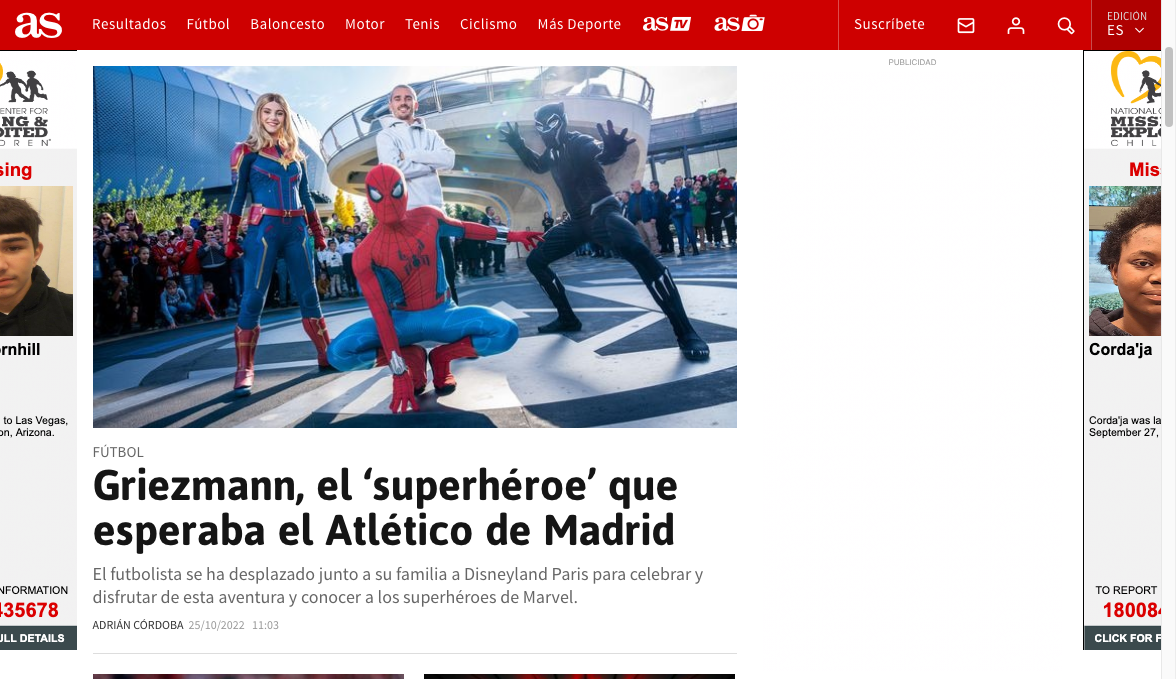 as
Resultados
Fútbol
Baloncesto
Motor
Tenis
Ciclismo
Más Deporte
as TV
as
Suscríbete
EDICIÓN
ES
PUBLICIDAD
ENTER FOR
NG &
OITED
DREN
sing
rnhill
to Las Vegas,
on, Arizona.
NFORMATION
435678
ULL DETAILS
FÚTBOL
Griezmann, el ‘superhéroe’ que
esperaba el Atlético de Madrid
El futbolista se ha desplazado junto a su familia a Disneyland Paris para celebrar y
disfrutar de esta aventura y conocer a los superhéroes de Marvel.
ADRIÁN CÓRDOBA 25/10/2022 11:03
NATIONAL C
MISS
EXPL
CHIL
Mis
Corda'ja
Corda'ja was la
September 27,
TO REPORT
18008
CLICK FOR F